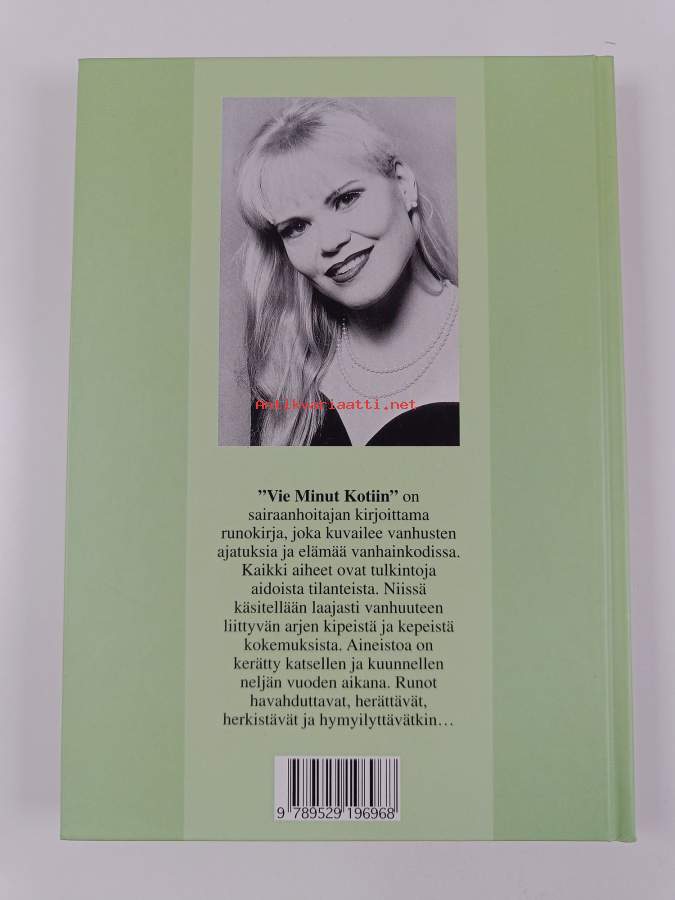 Antikvariaatti.net
”Vie Minut Kotiin” on
sairaanhoitajan kirjoittama
runokirja, joka kuvailee vanhusten
ajatuksia ja elämää vanhainkodissa.
Kaikki aiheet ovat tulkintoja
aidoista tilanteista. Niissä
käsitellään laajasti vanhuuteen
liittyvän arjen kipeistä ja kepeistä
kokemuksista. Aineistoa on
kerätty katsellen ja kuunnellen
neljän vuoden aikana. Runot
havahduttavat, herättävät,
herkistävät ja hymyilyttävätkin…
9 789529 196968